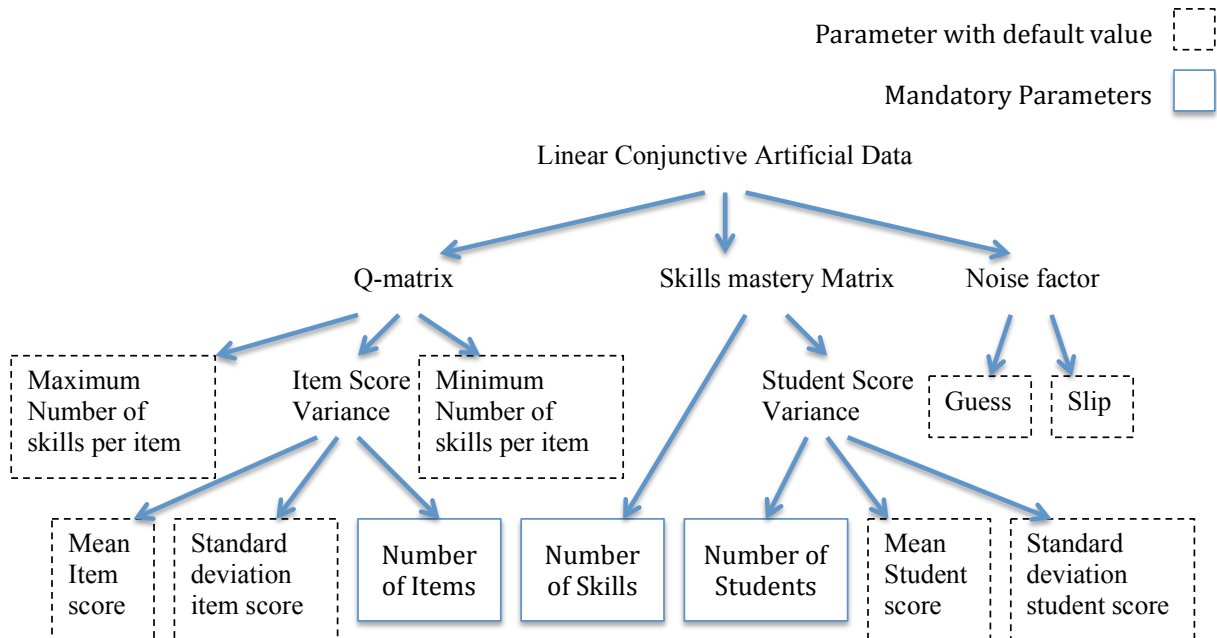 Parameter with default value
Mandatory Parameters
Linear Conjunctive Artificial Data
Q-matrix
Skills mastery Matrix
Noise factor
Maximum
Number of
skills per item
Item Score
Variance
Minimum
Number of
skills per item
Student Score
Variance
Guess
Slip
Mean
Item
score
Standard
deviation
item score
Number
of Items
Number
of Skills
Number of
Students
Mean
Student
score
Standard
deviation
student score